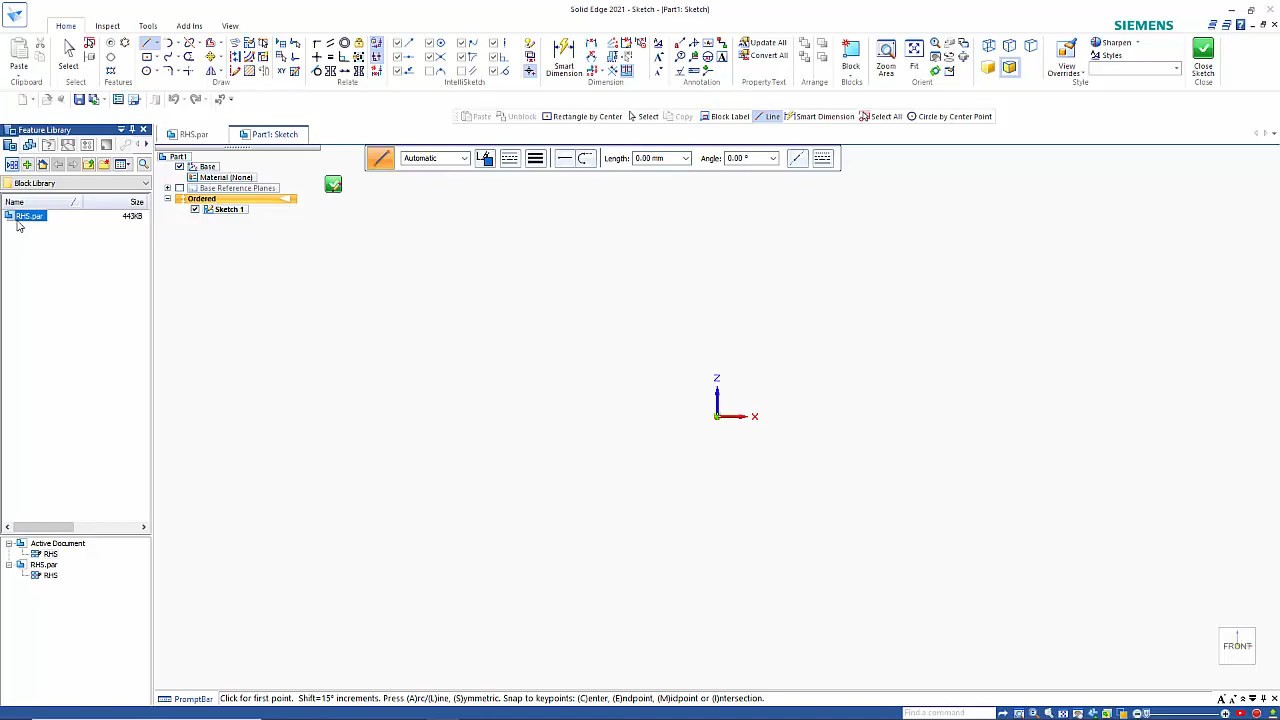 Solid Edge 2021 - Sketch - [Part1: Sketch]
Home Inspect Tools Add Ins View
SIEMENS
Paste
Clipboard
Select
Select
Features
Draw
Relate
IntelliSketch
Smart Dimension
Dimension
Annotation
Update All
Convert All
PropertyText
Arrange
Block
Blocks
Zoom Area
Fit
Orient
View Overrides
Sharpen
Styles
Style
Close Sketch
Close
Paste Unblock Rectangle by Center Select Copy Block Label Line Smart Dimension Select All Circle by Center Point
Feature Library
RHS.par
Part1: Sketch
Automatic
Length: 0.00 mm
Angle: 0.00 °
Block Library
Name Size
RHS.par 443KB
Part1
Base
Material (None)
Base Reference Planes
Ordered
Sketch 1
Z
X
Active Document
RHS
RHS.par
RHS
FRONT
PromptBar
Click for first point. Shift=15° increments. Press (A)rc/(L)ine, (S)ymmetric. Snap to keypoints: (C)enter, (E)ndpoint, (M)idpoint or (I)ntersection.
Find a command